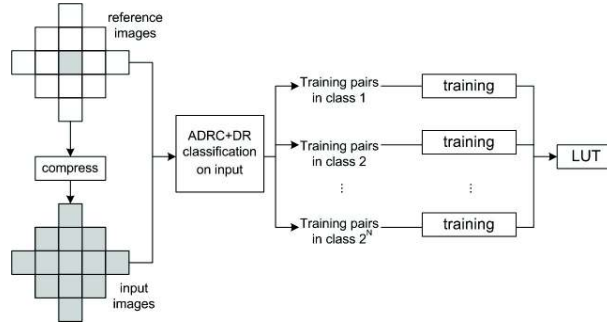 reference
images
compress
input
images
ADRC+DR
classification
on input
Training pairs
in class 1
training
Training pairs
in class 2
training
...
...
Training pairs
in class 2^N
training
LUT